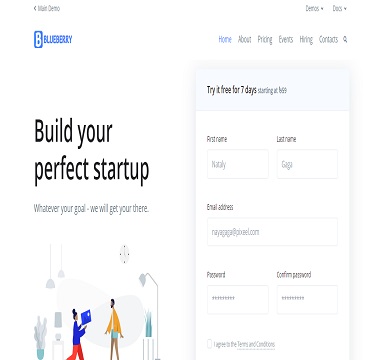 Main Demo
Demos
Docs
BLUEBERRY
Home About Pricing Events Hiring Contacts
Try it free for 7 days starting at $69
Build your
perfect startup
Whatever your goal - we will get your there.
First name
Last name
Nataly
Gaga
Email address
nayagaga@pixeel.com
Password
Confirm password
*********
*********
I agree to the Terms and Conditions